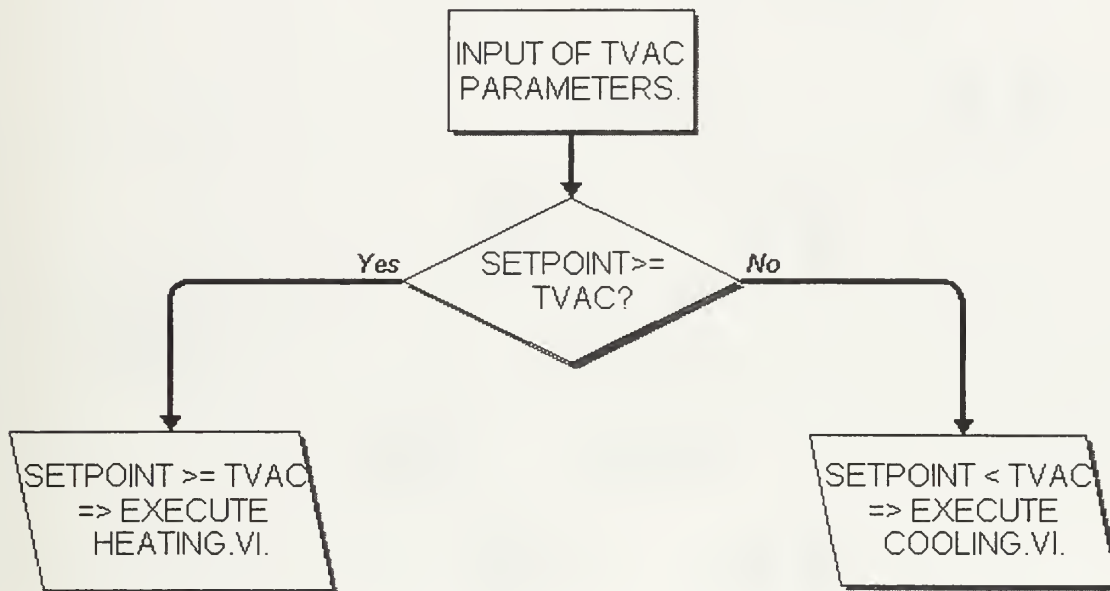 INPUT OF TVAC
PARAMETERS.
Yes
SETPOINT>=
TVAC?
No
SETPOINT >= TVAC
=> EXECUTE
HEATING.VI.
SETPOINT < TVAC
=> EXECUTE
COOLING.VI.